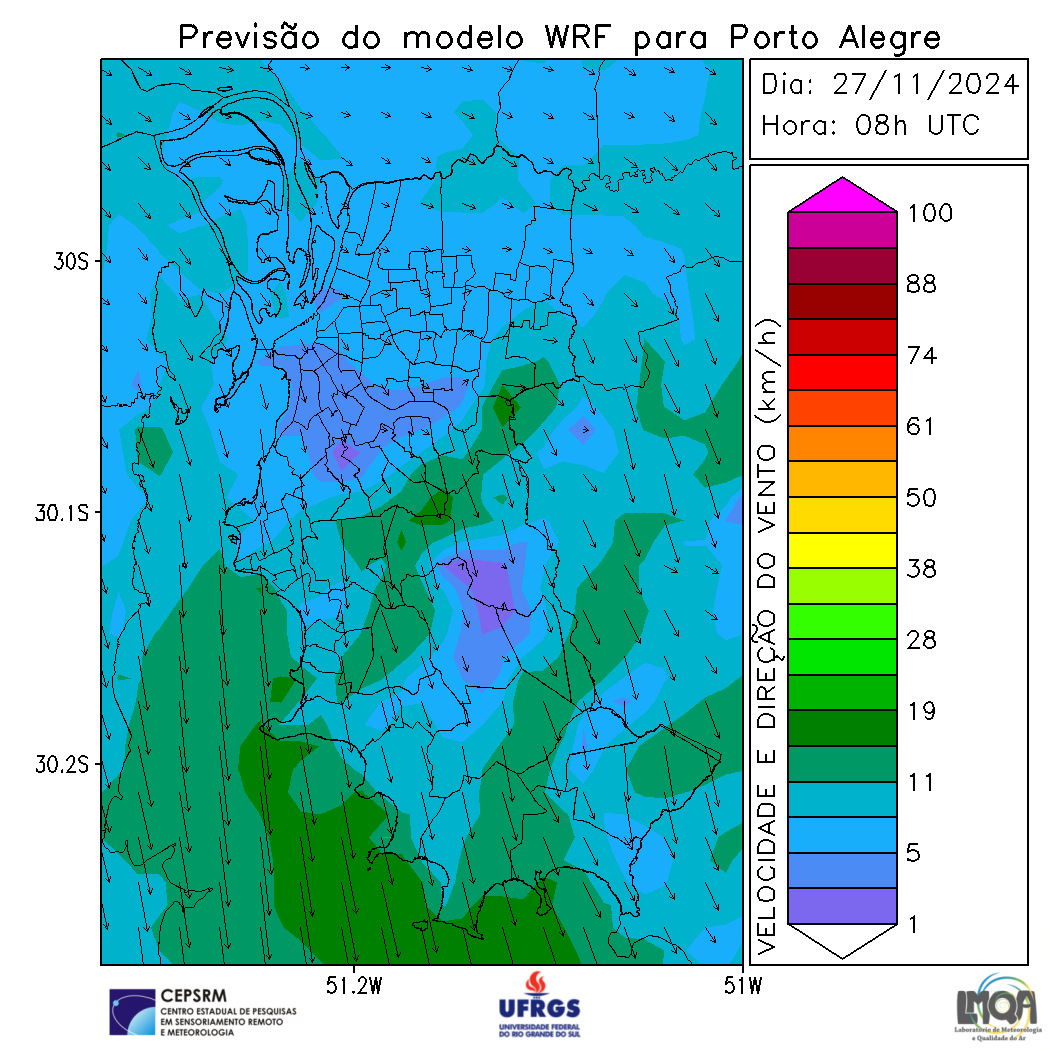 Previsão do modelo WRF para Porto Alegre
Dia: 27/11/2024
Hora: 08h UTC
30S
30.1S
30.2S
51.2W
51W
VELOCIDADE E DIREÇÃO DO VENTO (km/h)
100
88
74
61
50
38
28
19
11
5
1
CEPSRM
CENTRO ESTADUAL DE PESQUISAS
EM SENSORIAMENTO REMOTO
E METEOROLOGIA
UFRGS
UNIVERSIDADE FEDERAL
DO RIO GRANDE DO SUL
LMQA
Laboratório de Meteorologia
e Qualidade do Ar